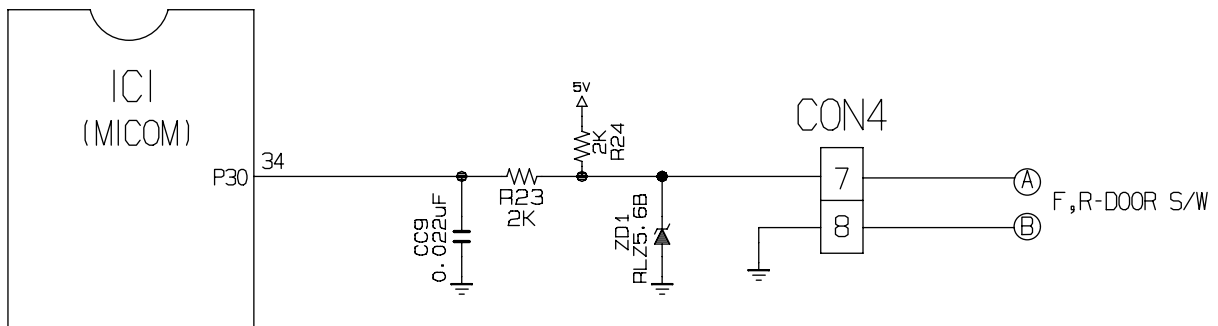 IC1
(MICOM)
P30
34
CC9
0.022uF
R23
2K
5V
2K
R24
ZD1
RLZ5.6B
CON4
7
8
A
B
F,R-DOOR S/W